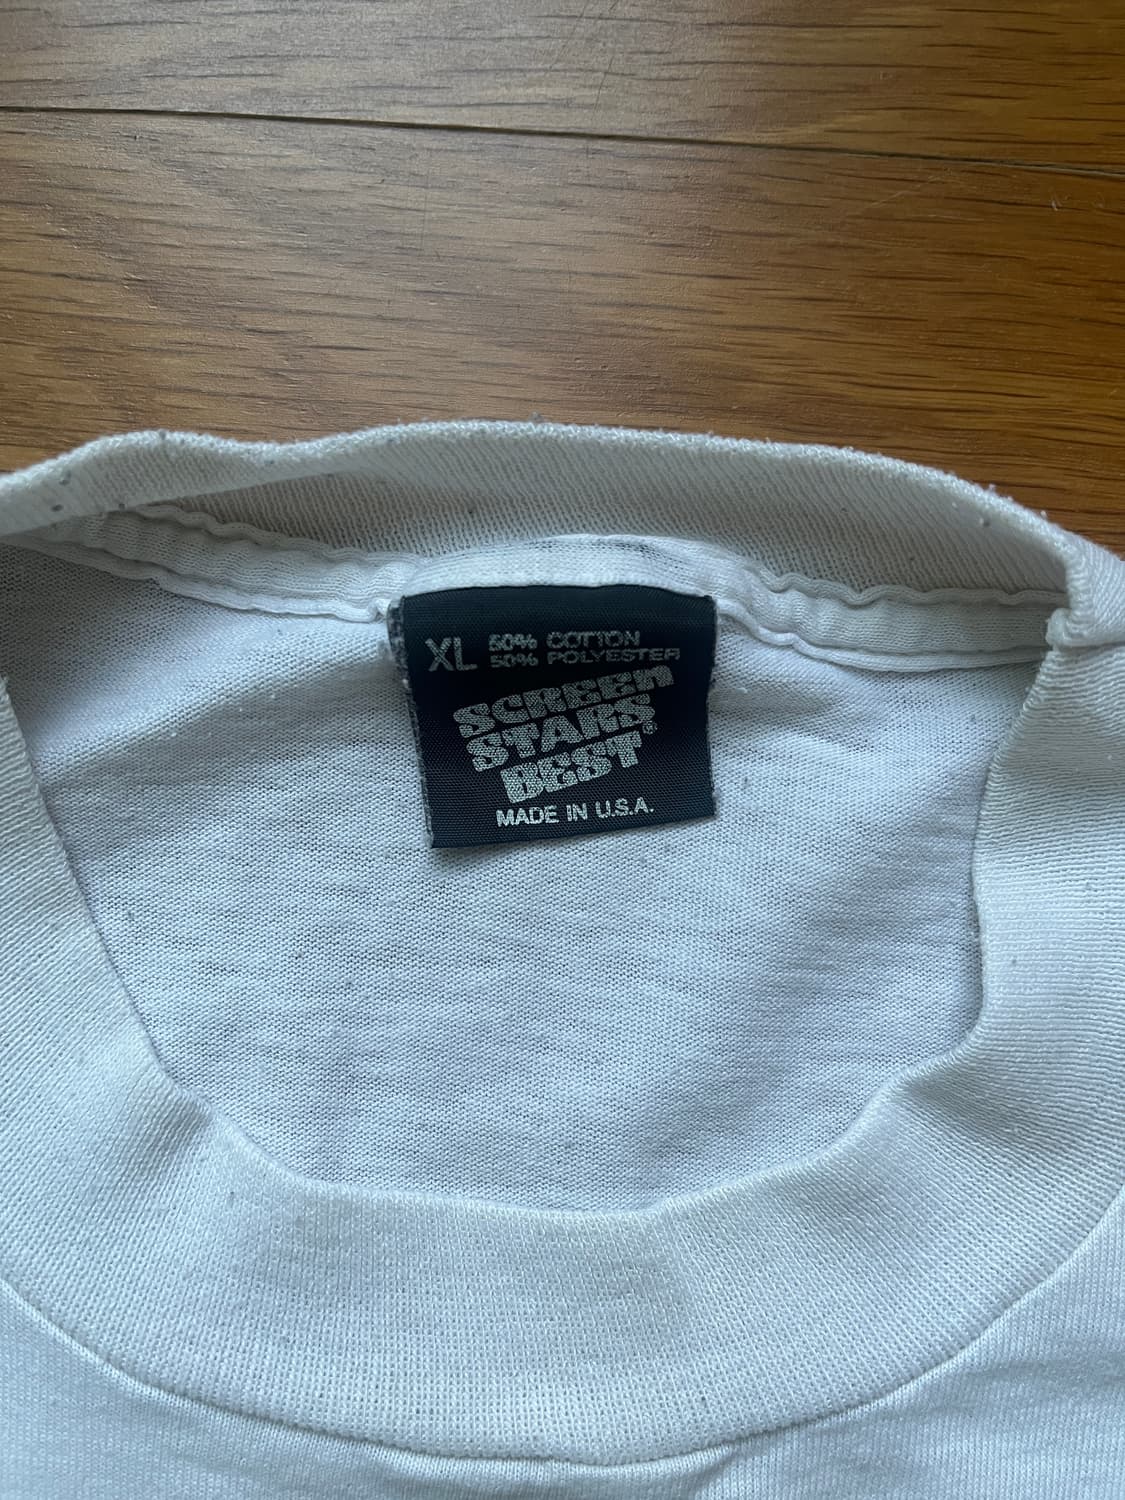 XL 50% COTTON
50% POLYESTER
SCREEN
STARS
BEST®
MADE IN U.S.A.